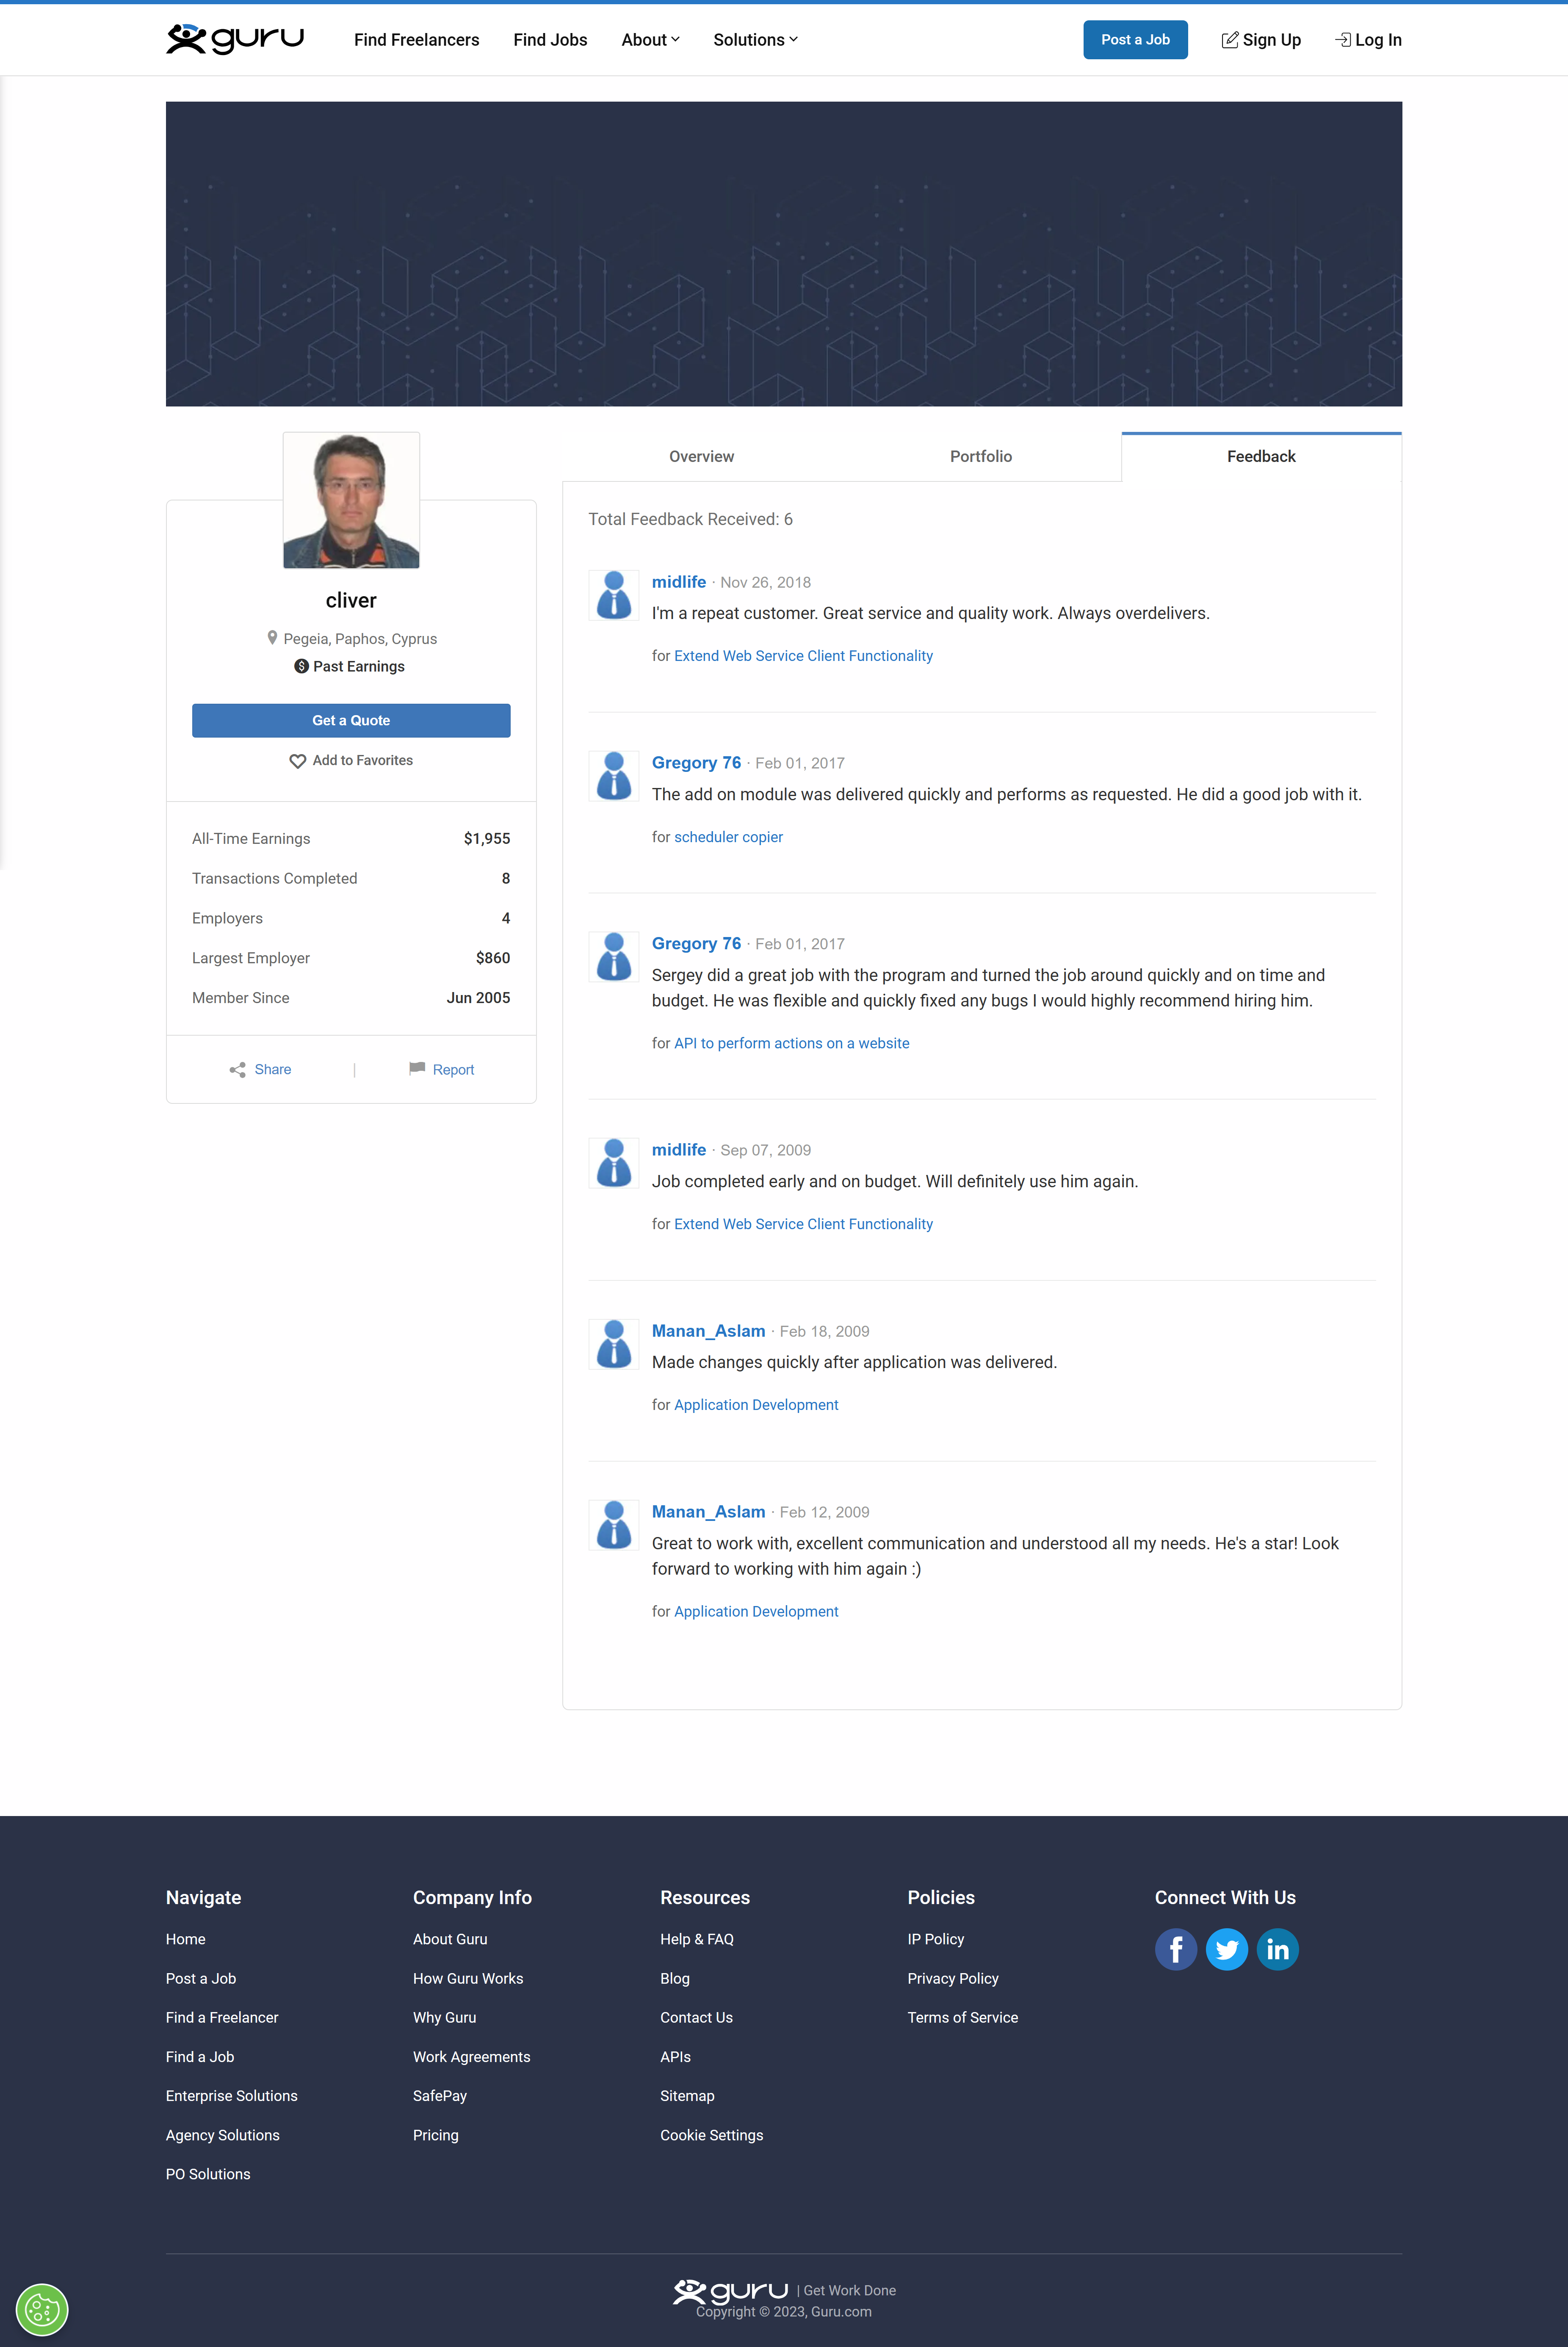 guru
Find Freelancers
Find Jobs
About
Solutions
Post a Job
Sign Up
Log In
cliver
Pegeia, Paphos, Cyprus
$ Past Earnings
Get a Quote
Add to Favorites
All-Time Earnings $1,955
Transactions Completed 8
Employers 4
Largest Employer $860
Member Since Jun 2005
Share | Report
Overview
Portfolio
Feedback
Total Feedback Received: 6
midlife · Nov 26, 2018
I'm a repeat customer. Great service and quality work. Always overdelivers.
for Extend Web Service Client Functionality
Gregory 76 · Feb 01, 2017
The add on module was delivered quickly and performs as requested. He did a good job with it.
for scheduler copier
Gregory 76 · Feb 01, 2017
Sergey did a great job with the program and turned the job around quickly and on time and
budget. He was flexible and quickly fixed any bugs I would highly recommend hiring him.
for API to perform actions on a website
midlife · Sep 07, 2009
Job completed early and on budget. Will definitely use him again.
for Extend Web Service Client Functionality
Manan_Aslam · Feb 18, 2009
Made changes quickly after application was delivered.
for Application Development
Manan_Aslam · Feb 12, 2009
Great to work with, excellent communication and understood all my needs. He's a star! Look
forward to working with him again :)
for Application Development
Navigate
Home
Post a Job
Find a Freelancer
Find a Job
Enterprise Solutions
Agency Solutions
PO Solutions
Company Info
About Guru
How Guru Works
Why Guru
Work Agreements
SafePay
Pricing
Resources
Help & FAQ
Blog
Contact Us
APIs
Sitemap
Cookie Settings
Policies
IP Policy
Privacy Policy
Terms of Service
Connect With Us
f
in
guru | Get Work Done
Copyright © 2023, Guru.com